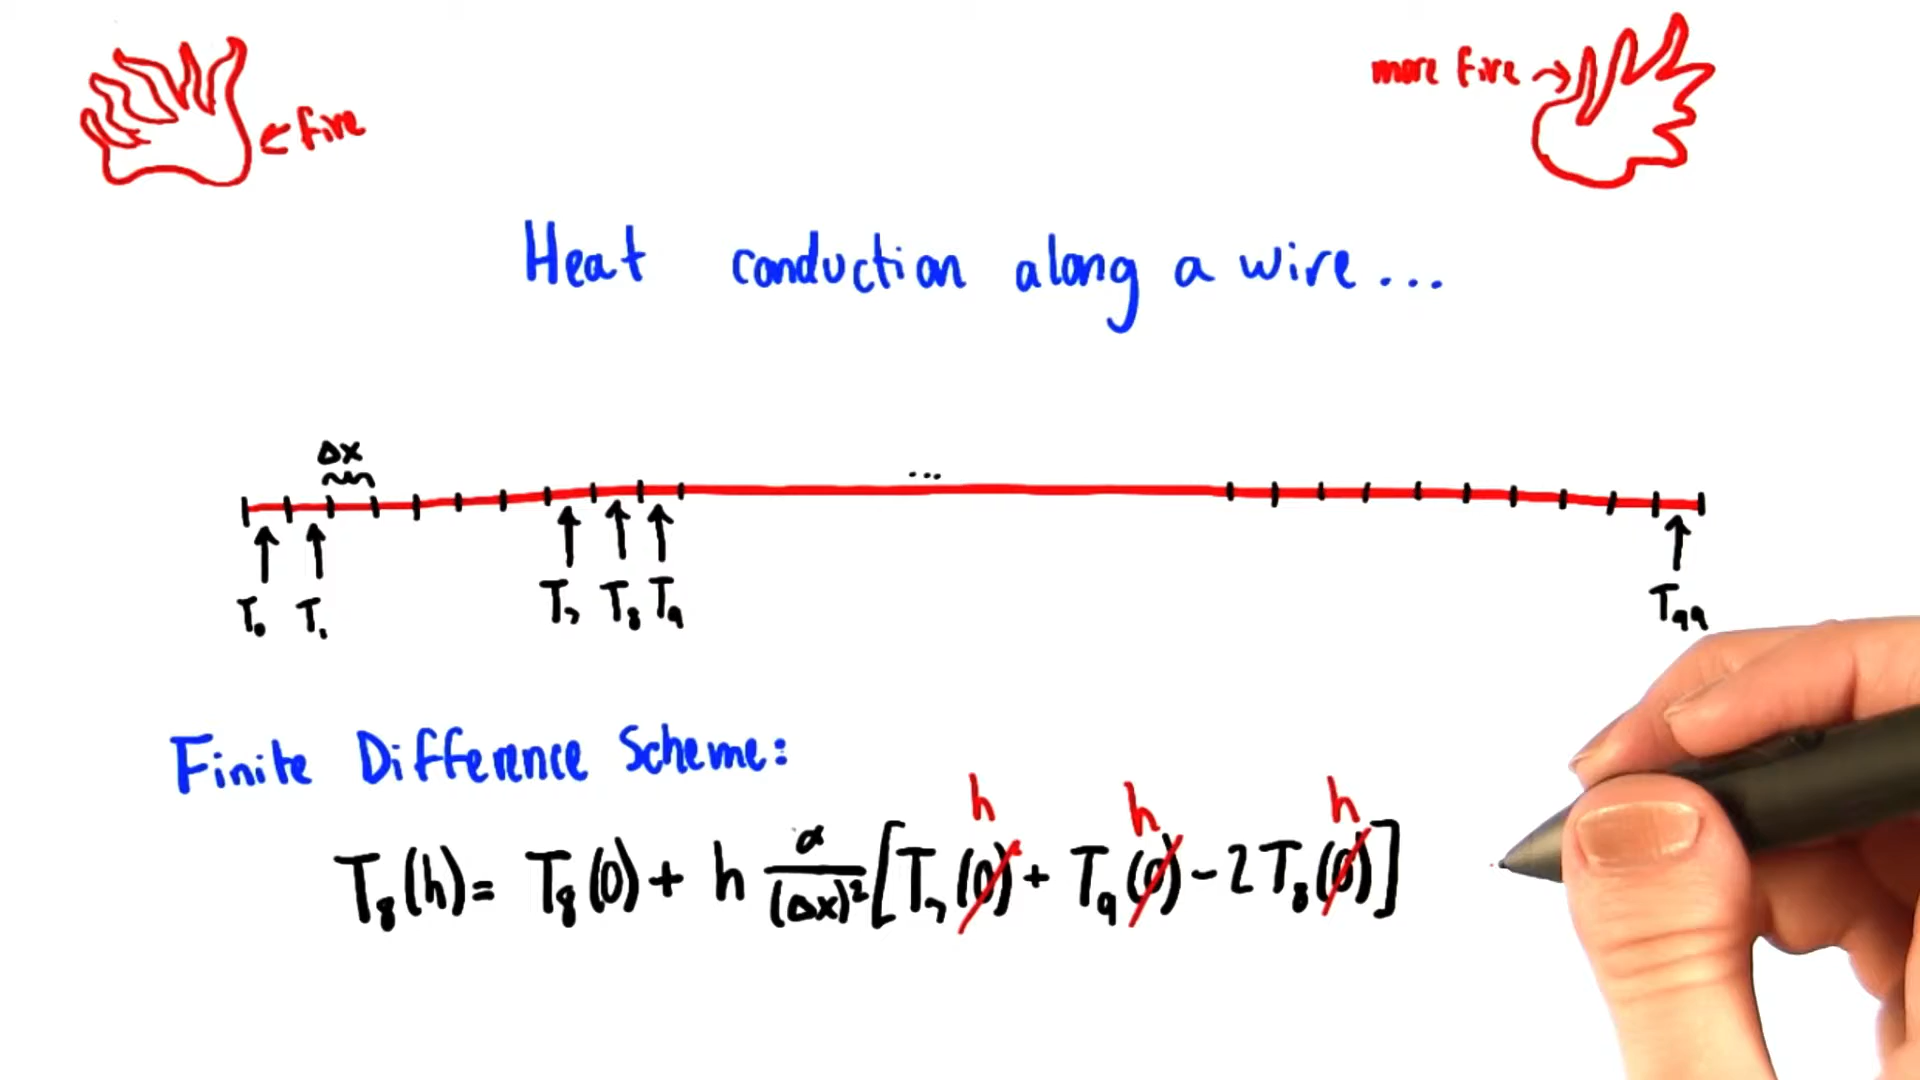 more fire →
← fire
Heat conduction along a wire...
Δx
...
T₀ T₁ T₇ T₈ T₉ T₉₉
Finite Difference Scheme:
h h h
T₈(h) = T₈(0) + h α/(Δx)² [T₇(0) + T₉(0) - 2T₈(0)]